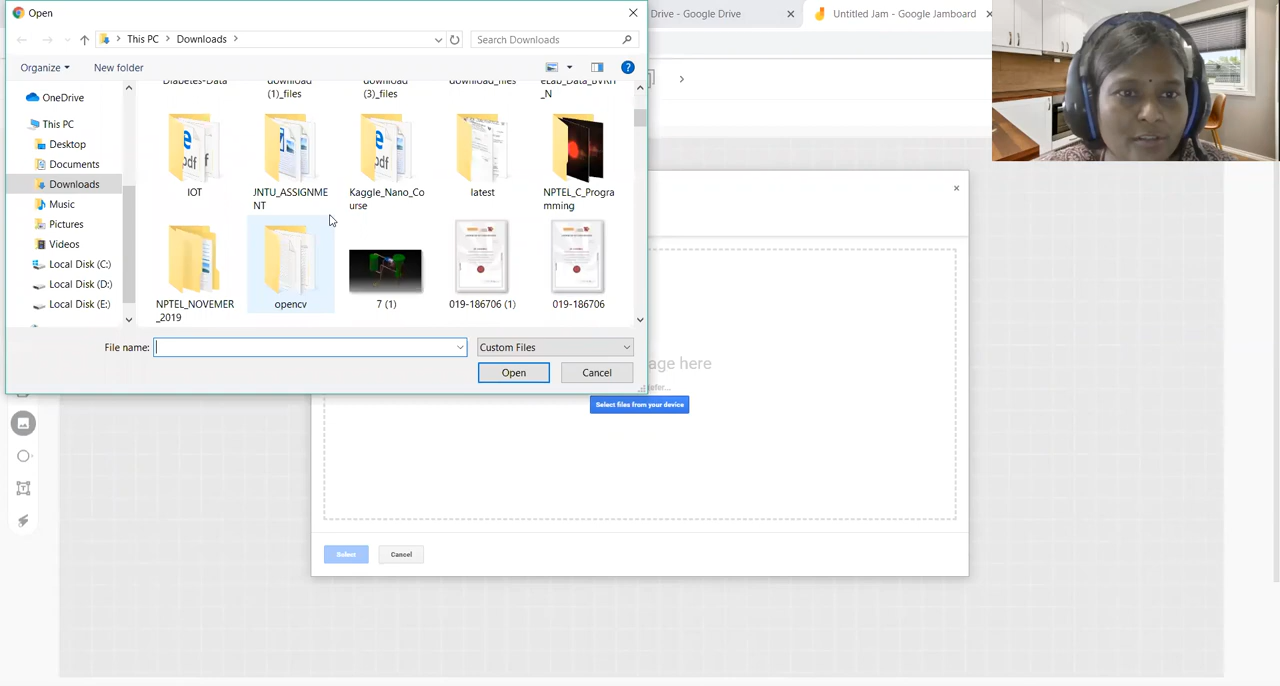 Open
Drive - Google Drive
Untitled Jam - Google Jamboard
This PC
Downloads
Search Downloads
Organize
New folder
Diabetes-Data
download
(1)_files
download
(3)_files
download_files
eLab_Data_BVRIT
_N
OneDrive
This PC
Desktop
Documents
Downloads
Music
Pictures
Videos
Local Disk (C:)
Local Disk (D:)
Local Disk (E:)
IOT
JNTU_ASSIGNME
NT
Kaggle_Nano_Co
urse
latest
NPTEL_C_Progra
mming
NPTEL_NOVEMER
_2019
opencv
7 (1)
019-186706 (1)
019-186706
File name:
Custom Files
Open
Cancel
age here
Select files from your device
Select
Cancel